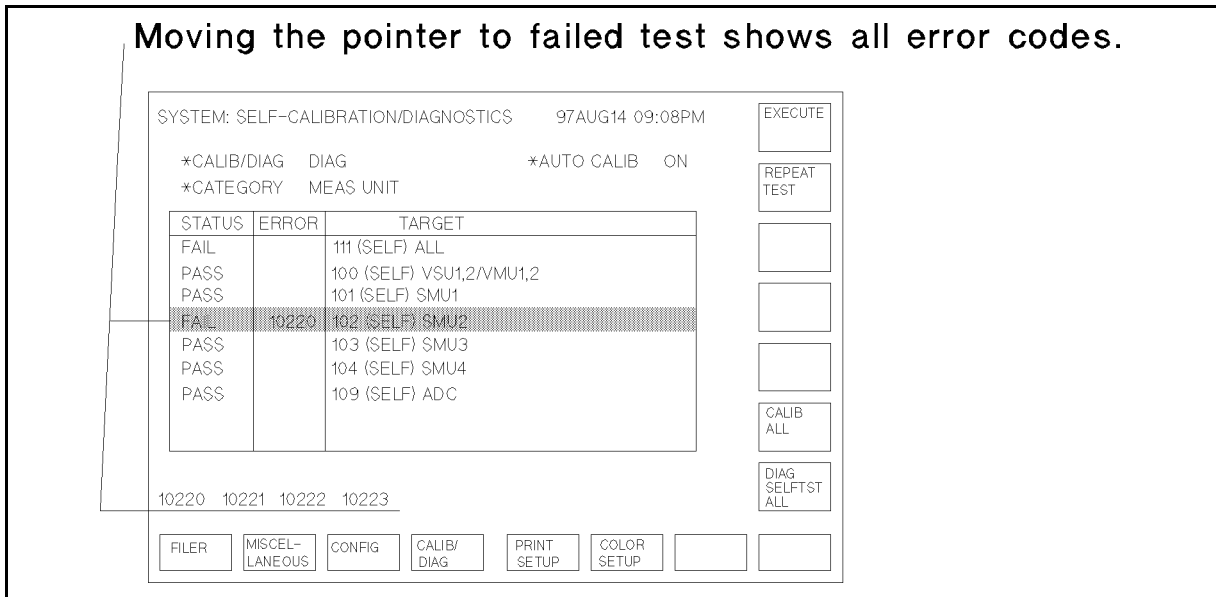 Moving the pointer to failed test shows all error codes.
SYSTEM: SELF-CALIBRATION/DIAGNOSTICS 97AUG14 09:08PM
*CALIB/DIAG DIAG *AUTO CALIB ON
*CATEGORY MEAS UNIT
STATUS ERROR TARGET
FAIL 111 (SELF) ALL
PASS 100 (SELF) VSU1,2/VMU1,2
PASS 101 (SELF) SMU1
FAIL 10220 102 (SELF) SMU2
PASS 103 (SELF) SMU3
PASS 104 (SELF) SMU4
PASS 109 (SELF) ADC
10220 10221 10222 10223
EXECUTE
REPEAT
TEST
CALIB
ALL
DIAG
SELFTST
ALL
FILER
MISCEL-
LANEOUS
CONFIG
CALIB/
DIAG
PRINT
SETUP
COLOR
SETUP